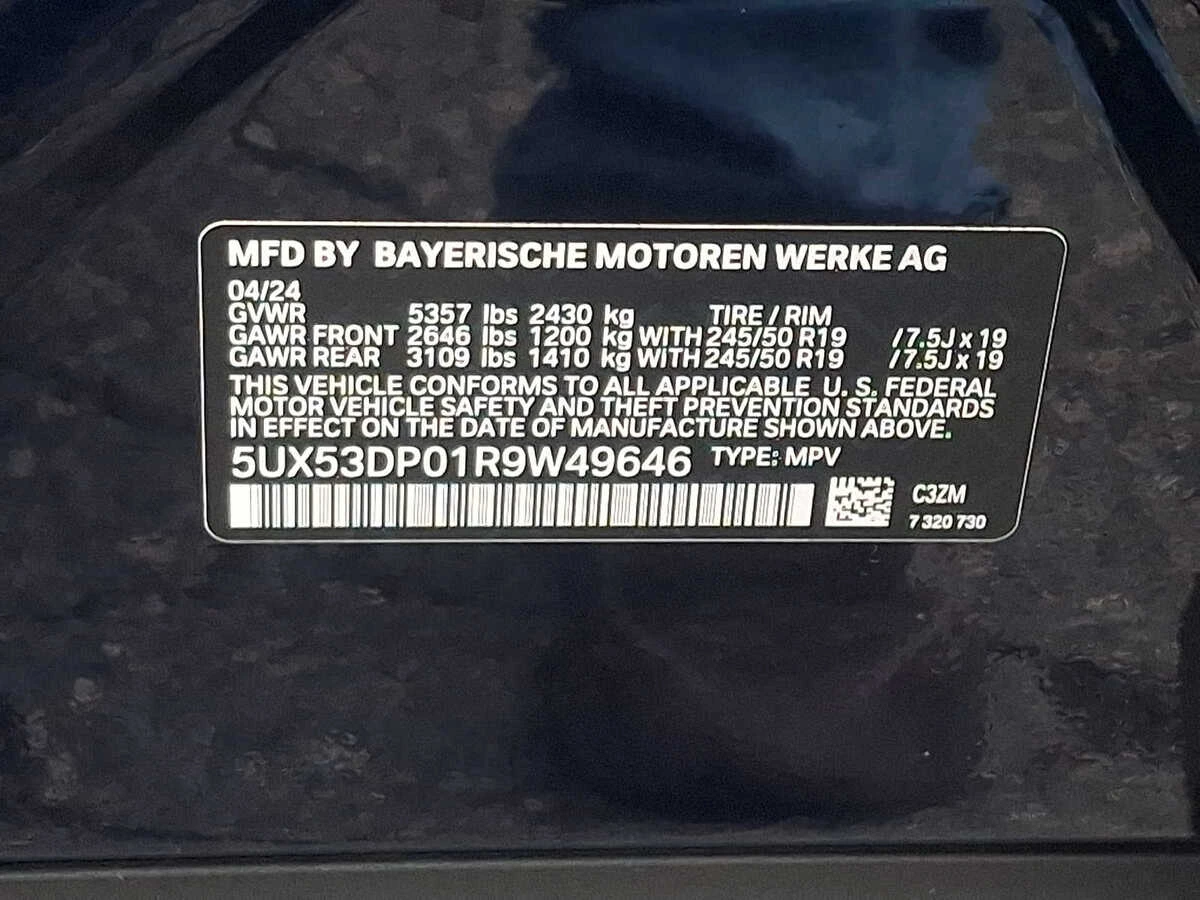 MFD BY BAYERISCHE MOTOREN WERKE AG
04/24
GVWR 5357 lbs 2430 kg TIRE / RIM
GAWR FRONT 2646 lbs 1200 kg WITH 245/50 R19 /7.5J x 19
GAWR REAR 3109 lbs 1410 kg WITH 245/50 R19 /7.5J x 19
THIS VEHICLE CONFORMS TO ALL APPLICABLE U. S. FEDERAL
MOTOR VEHICLE SAFETY AND THEFT PREVENTION STANDARDS
IN EFFECT ON THE DATE OF MANUFACTURE SHOWN ABOVE.
5UX53DP01R9W49646 TYPE: MPV
C3ZM
7 320 730